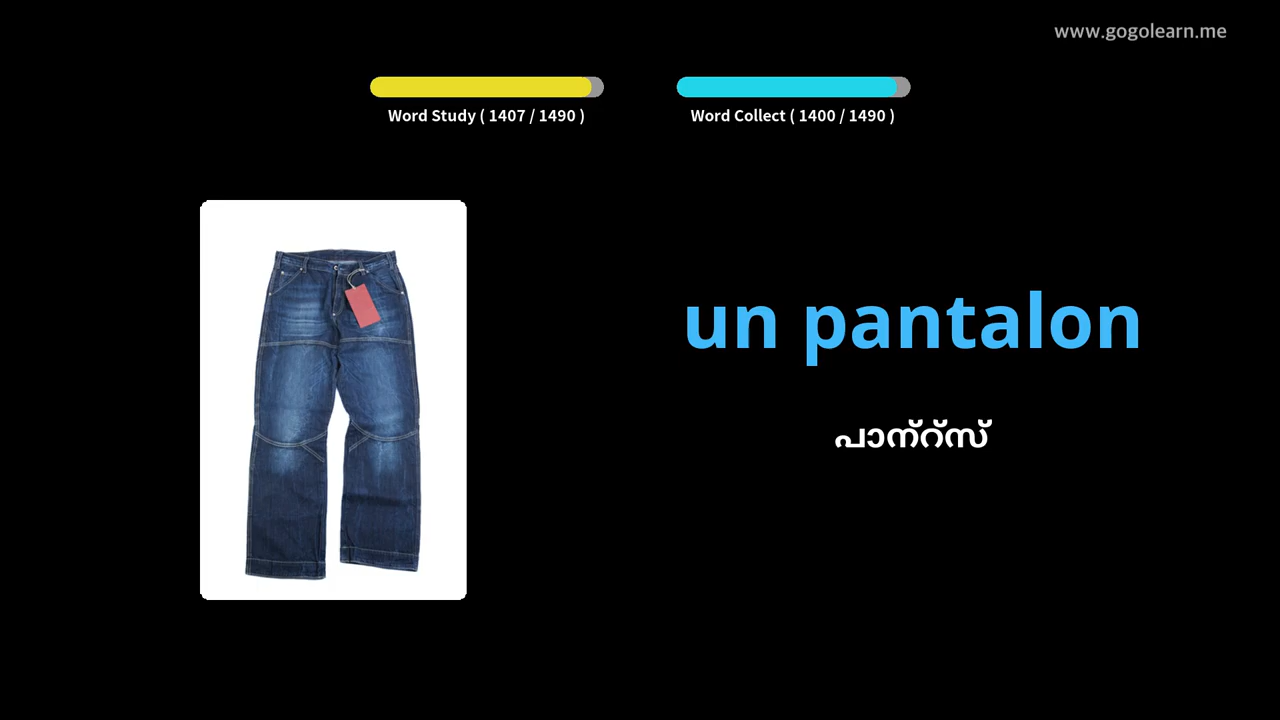 www.gogolearn.me
Word Study ( 1407 / 1490 )
Word Collect ( 1400 / 1490 )
un pantalon
പാന്റ്സ്